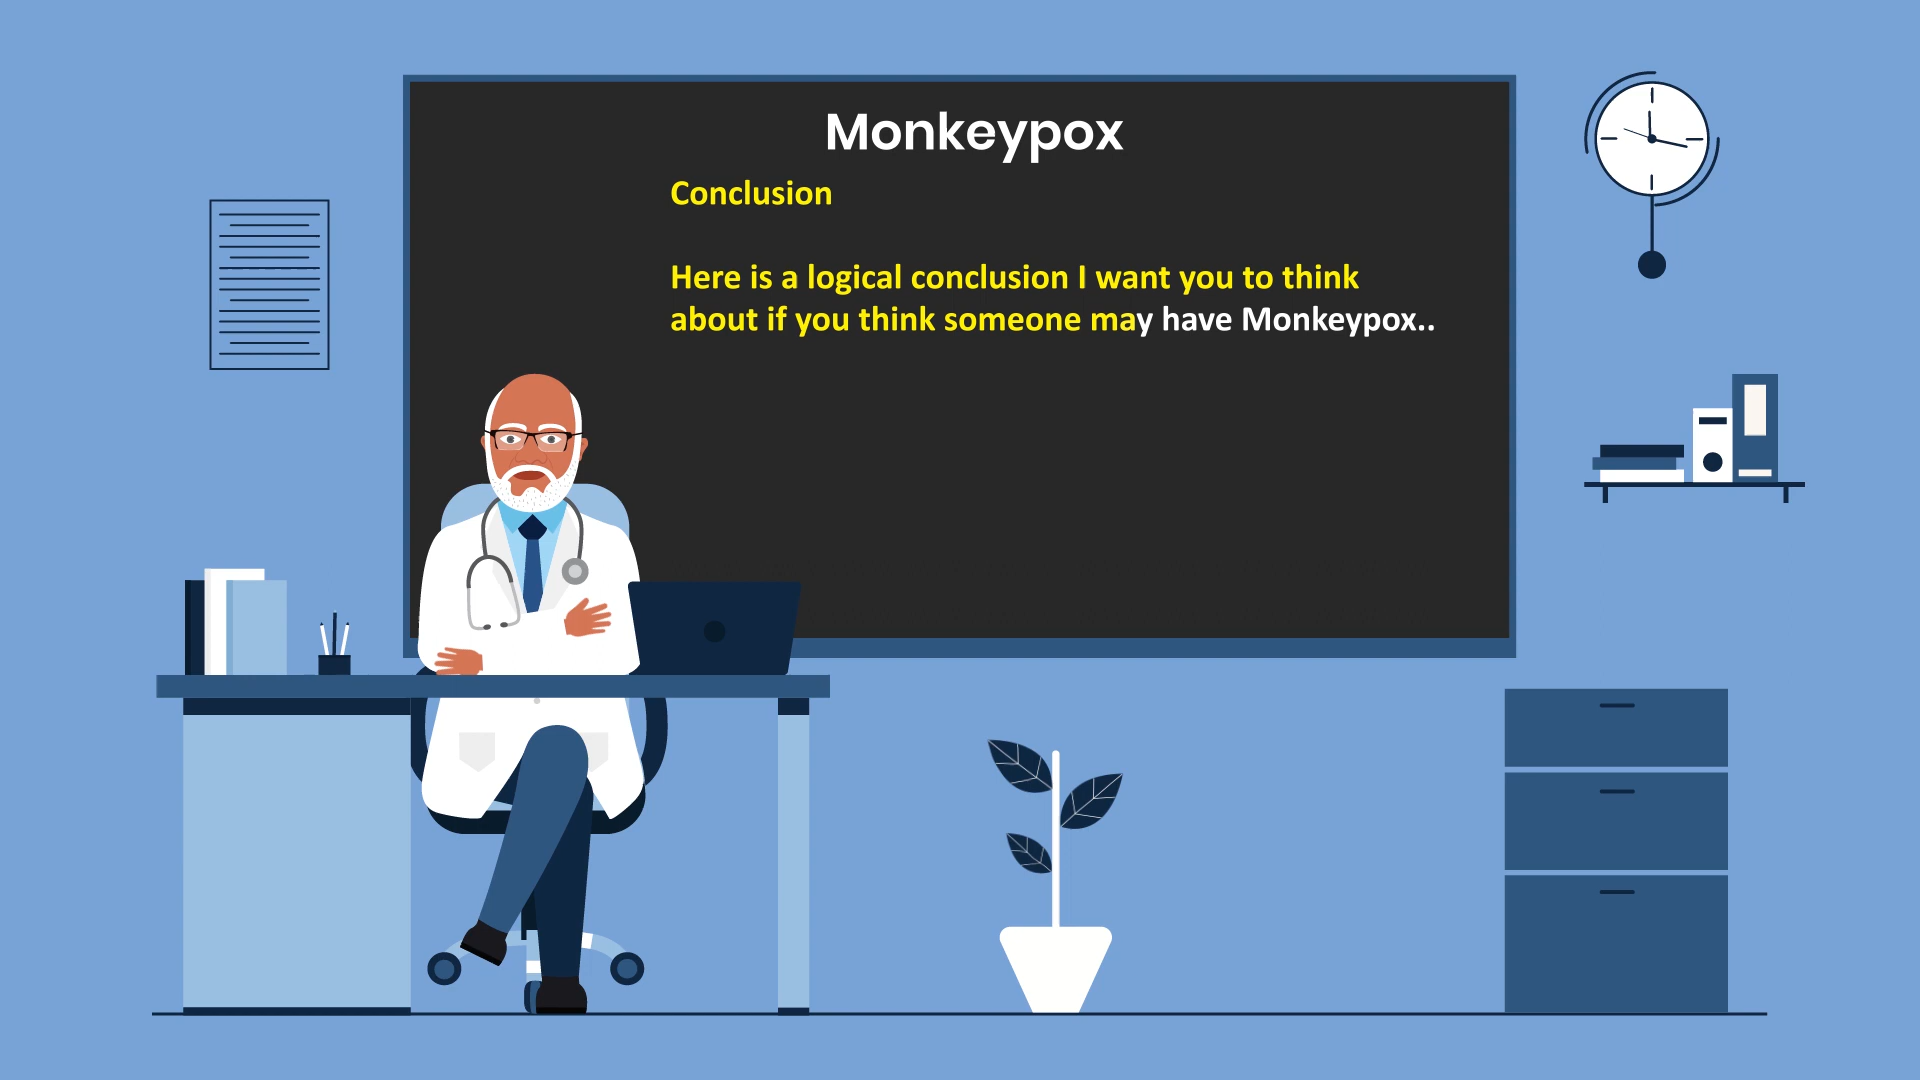 Monkeypox
Conclusion
Here is a logical conclusion I want you to think
about if you think someone may have Monkeypox..